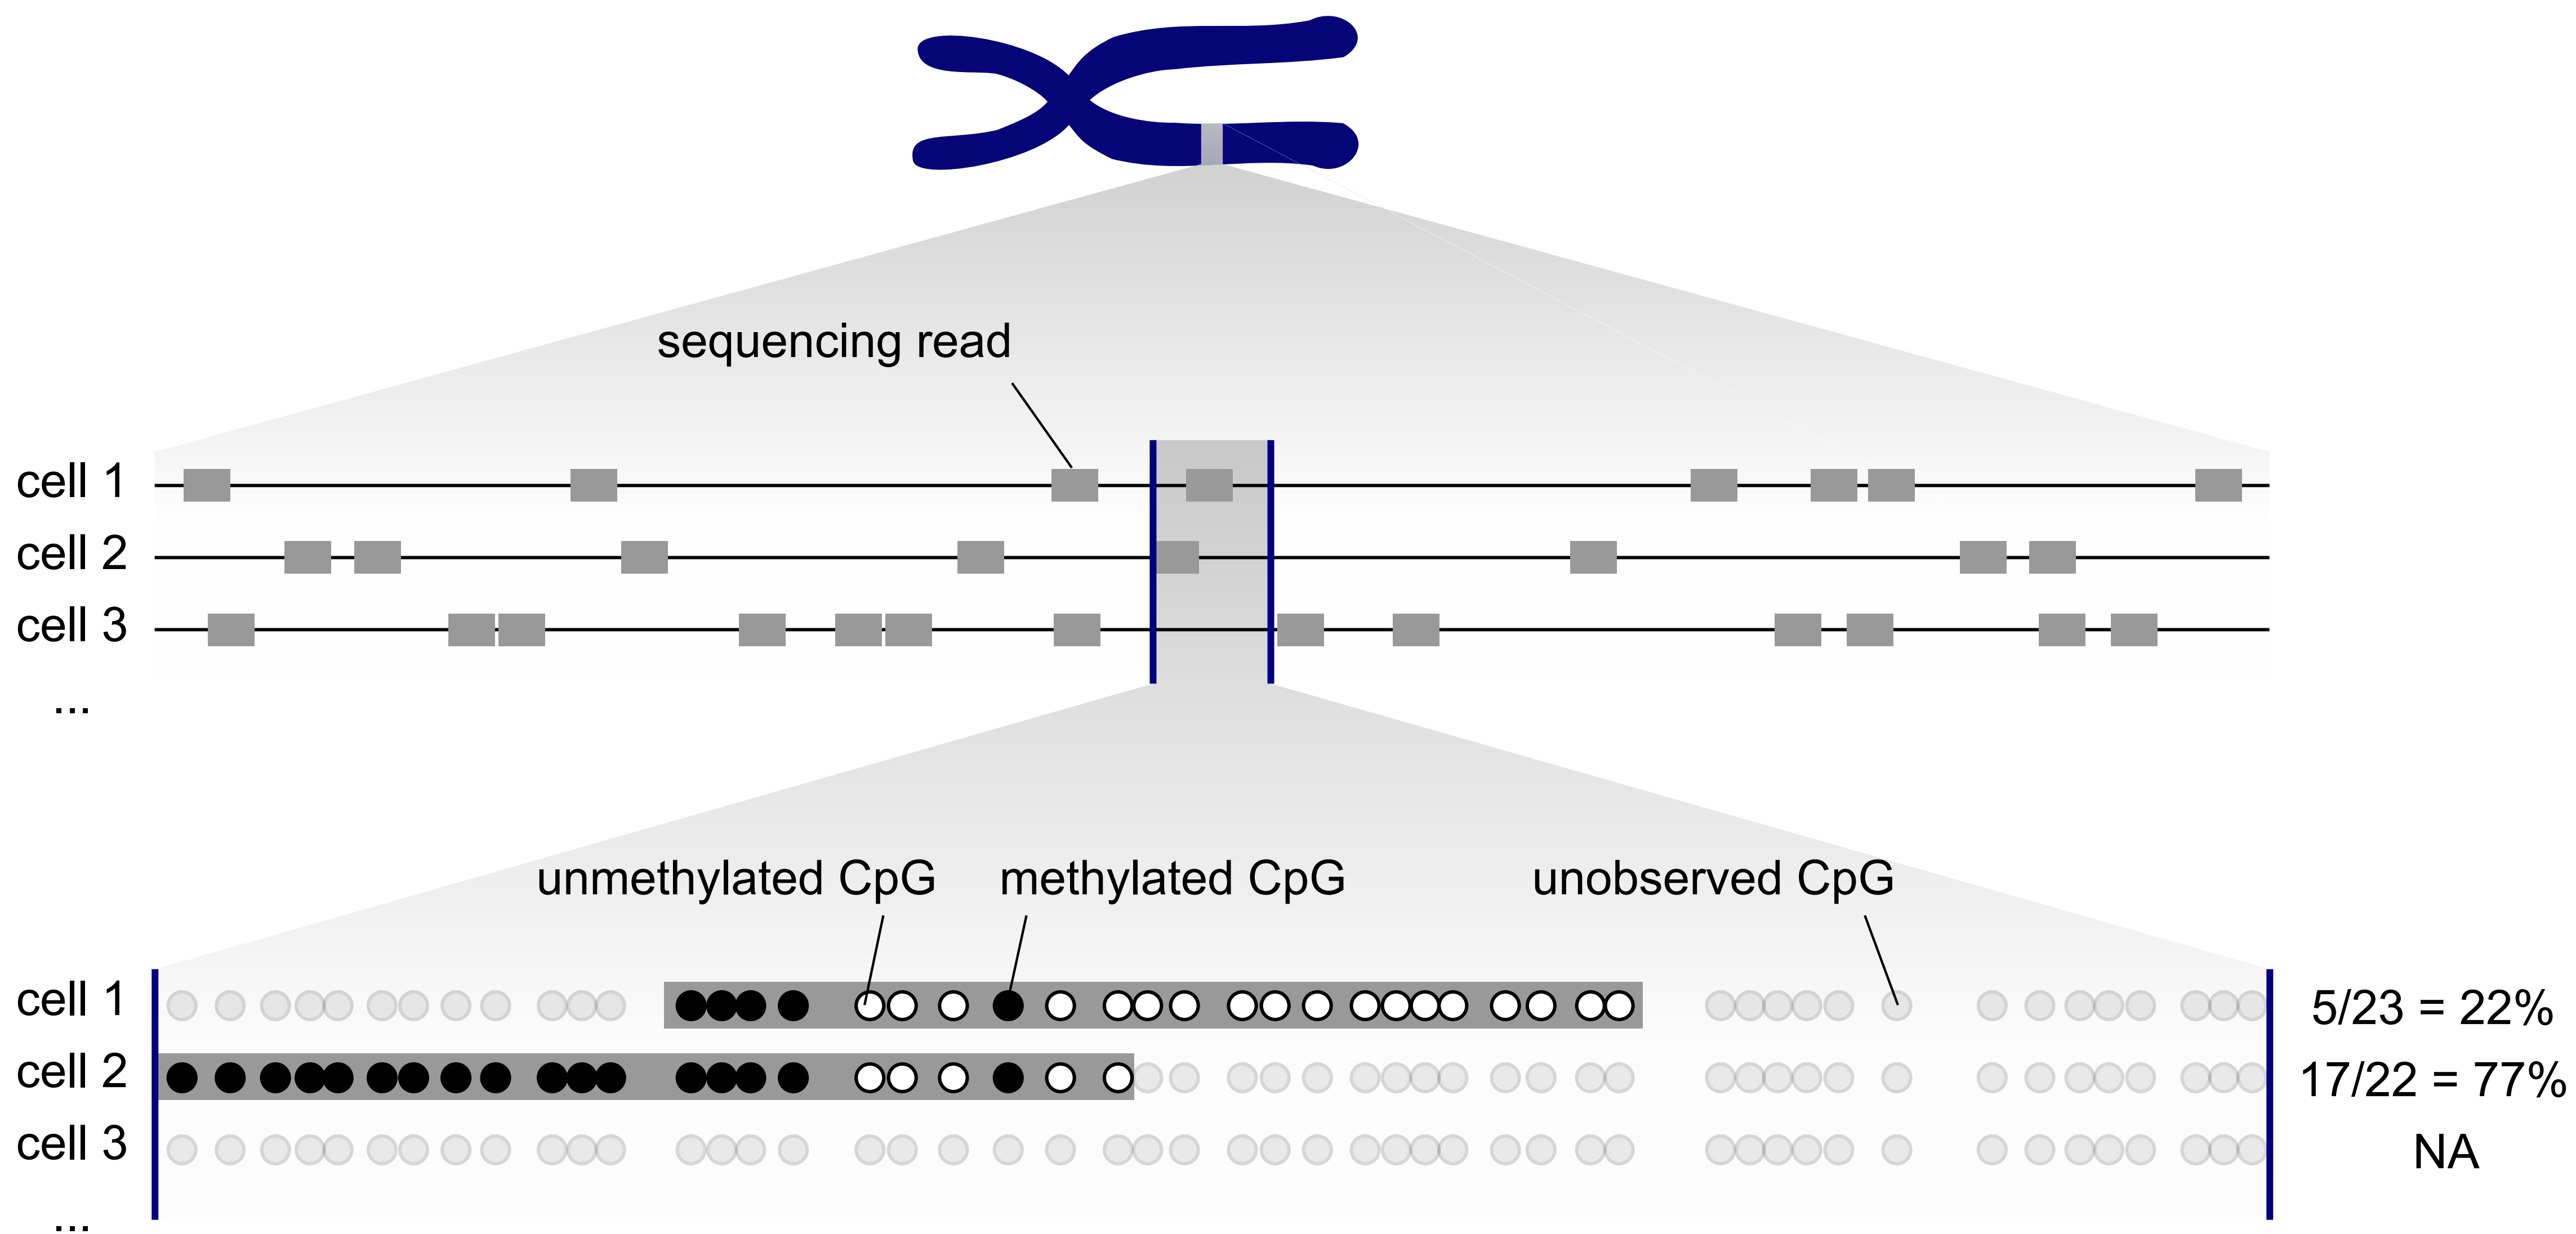 sequencing read
cell 1
cell 2
cell 3
...
unmethylated CpG
methylated CpG
unobserved CpG
cell 1
5/23 = 22%
cell 2
17/22 = 77%
cell 3
NA
...